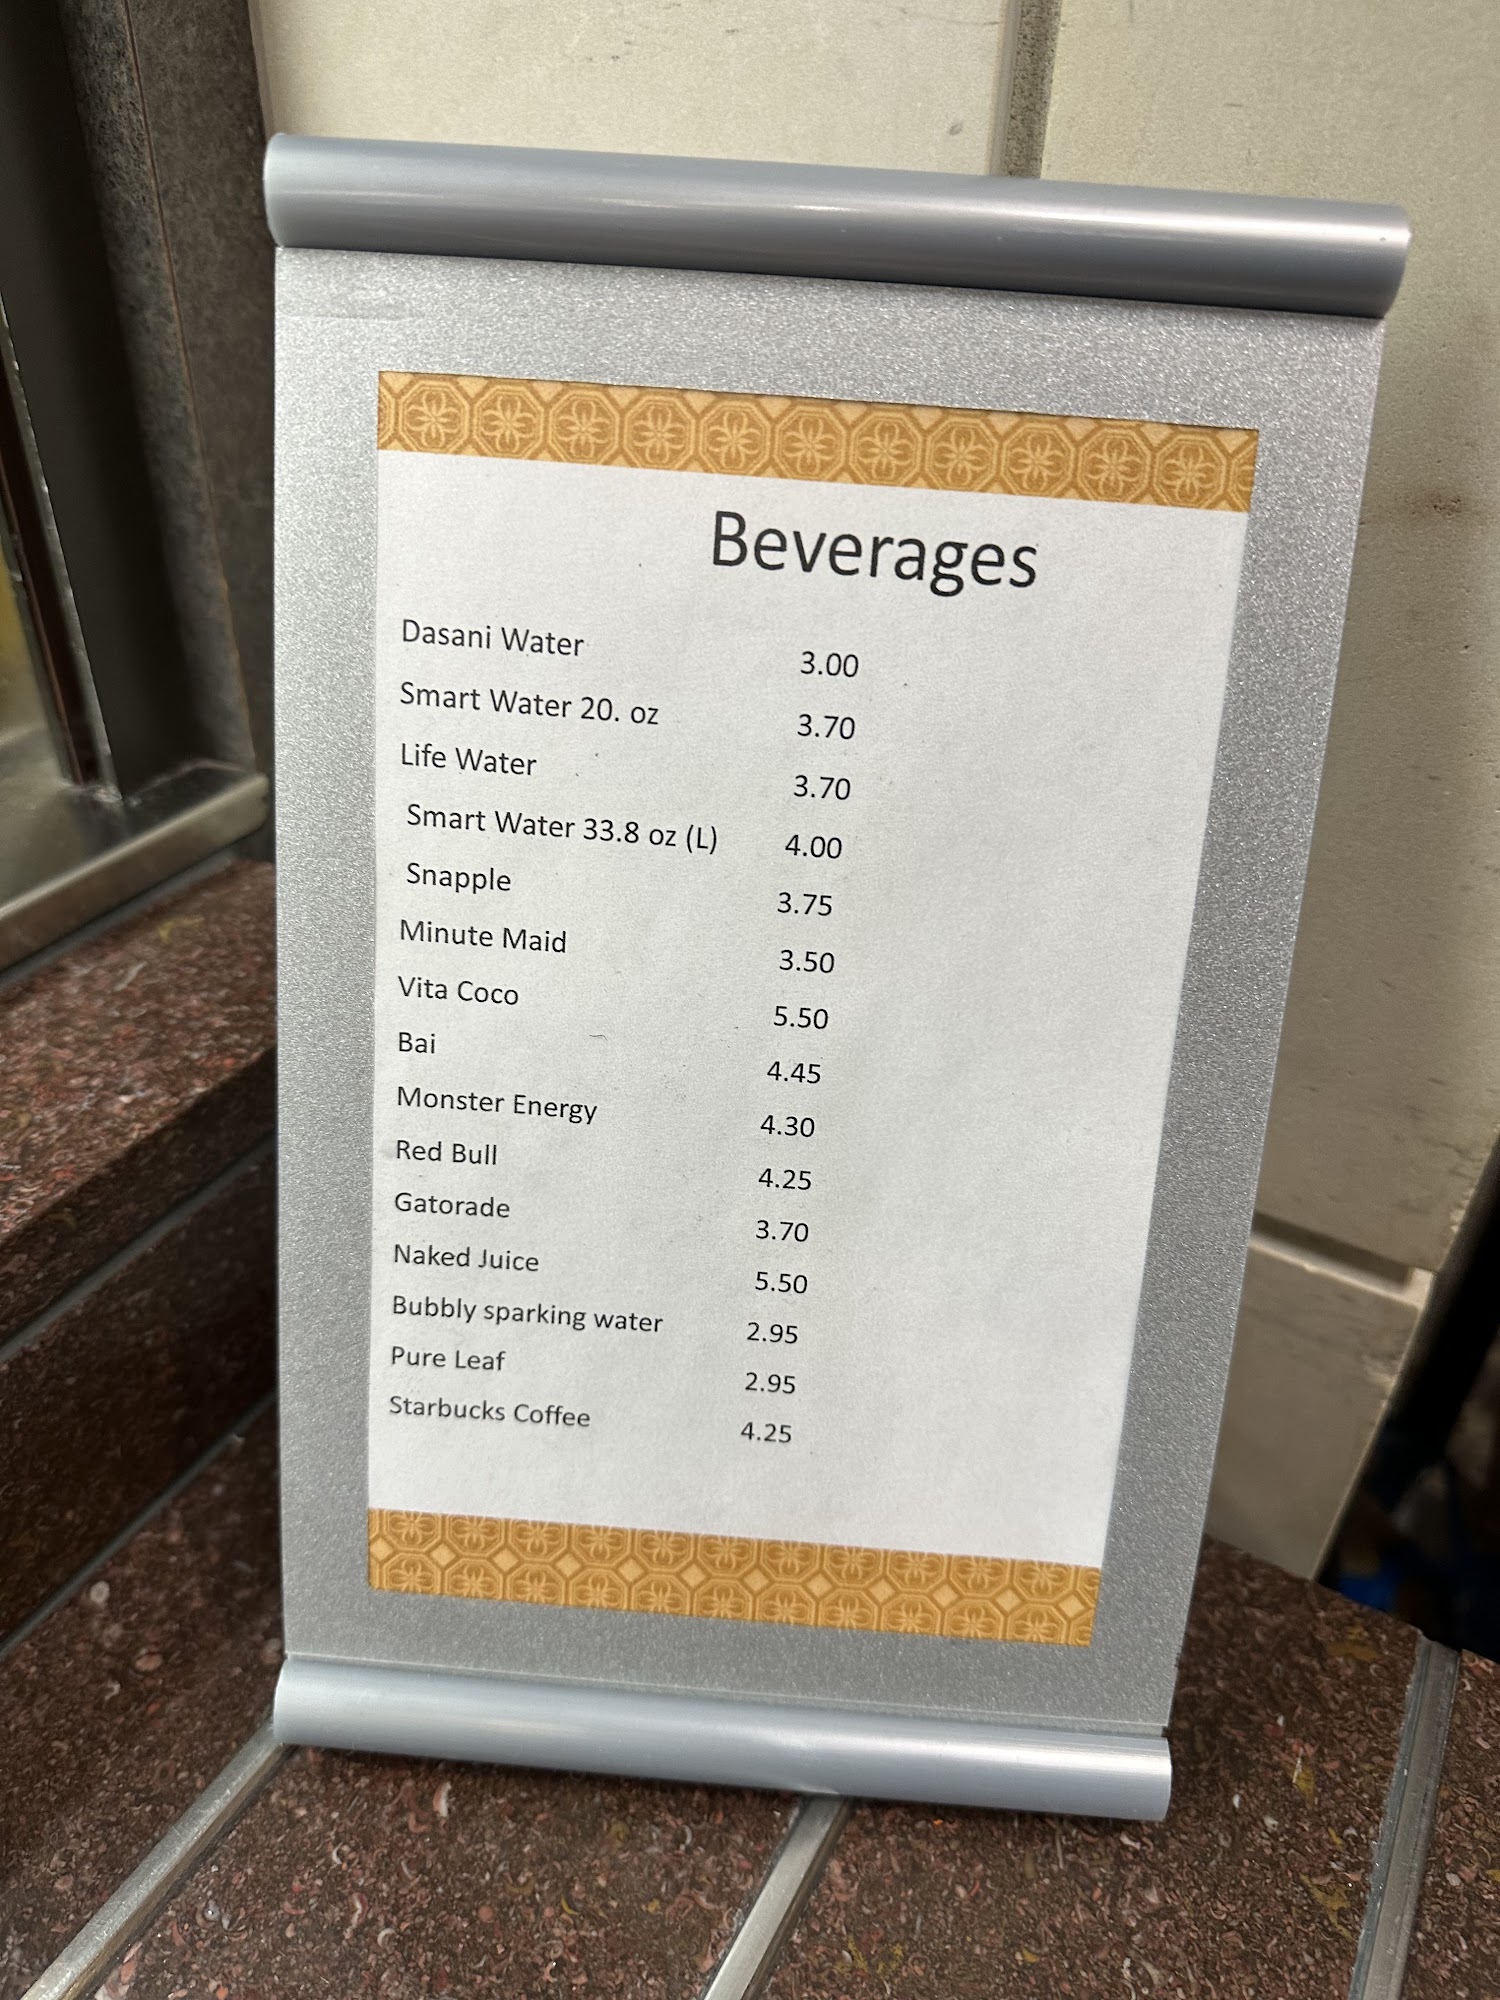 Beverages
Dasani Water 3.00
Smart Water 20. oz 3.70
Life Water 3.70
Smart Water 33.8 oz (L) 4.00
Snapple 3.75
Minute Maid 3.50
Vita Coco 5.50
Bai 4.45
Monster Energy 4.30
Red Bull 4.25
Gatorade 3.70
Naked Juice 5.50
Bubbly sparking water 2.95
Pure Leaf 2.95
Starbucks Coffee 4.25